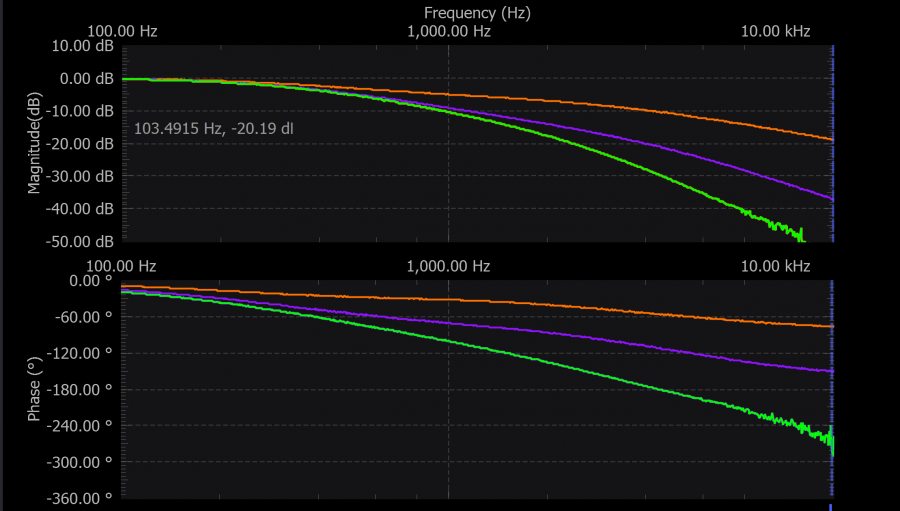 Frequency (Hz)
100.00 Hz 1,000.00 Hz 10.00 kHz
10.00 dB
0.00 dB
-10.00 dB
103.4915 Hz, -20.19 dl
-20.00 dB
-30.00 dB
-40.00 dB
-50.00 dB
Magnitude(dB)
100.00 Hz 1,000.00 Hz 10.00 kHz
0.00 °
-60.00 °
-120.00 °
-180.00 °
-240.00 °
-300.00 °
-360.00 °
Phase (°)